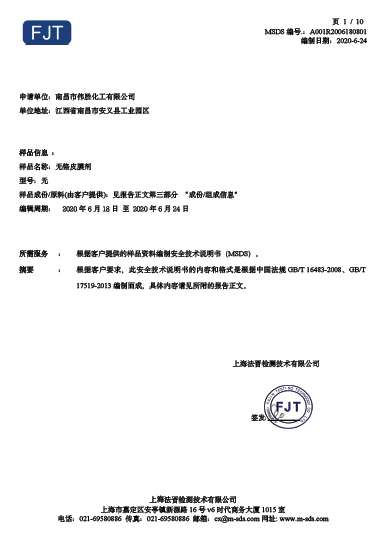 FJT
页 1 / 10
MSDS 编号.: A001R2006180801
编制日期: 2020-6-24
申请单位: 南昌市伟胜化工有限公司
单位地址: 江西省南昌市安义县工业园区
样品信息 :
样品名称: 无铬皮膜剂
型号: 无
样品成份/原料(由客户提供): 见报告正文第三部分 “成份/组成信息”
编辑周期: 2020 年 6 月 18 日 至 2020 年 6 月 24 日
所需服务 : 根据客户提供的样品资料编制安全技术说明书 (MSDS) 。
摘要 : 根据客户要求, 此安全技术说明书的内容和格式是根据中国法规 GB/T 16483-2008、GB/T
17519-2013 编制而成, 具体内容请见所附的报告正文。
上海法晋检测技术有限公司
FJT
签发:
上海法晋检测技术有限公司
上海市嘉定区安亭镇新源路 16 号 v6 时代商务大厦 1015 室
电话: 021-69580886 传真: 021-69580886 邮箱: cx@m-sds.com 网址: www.m-sds.com